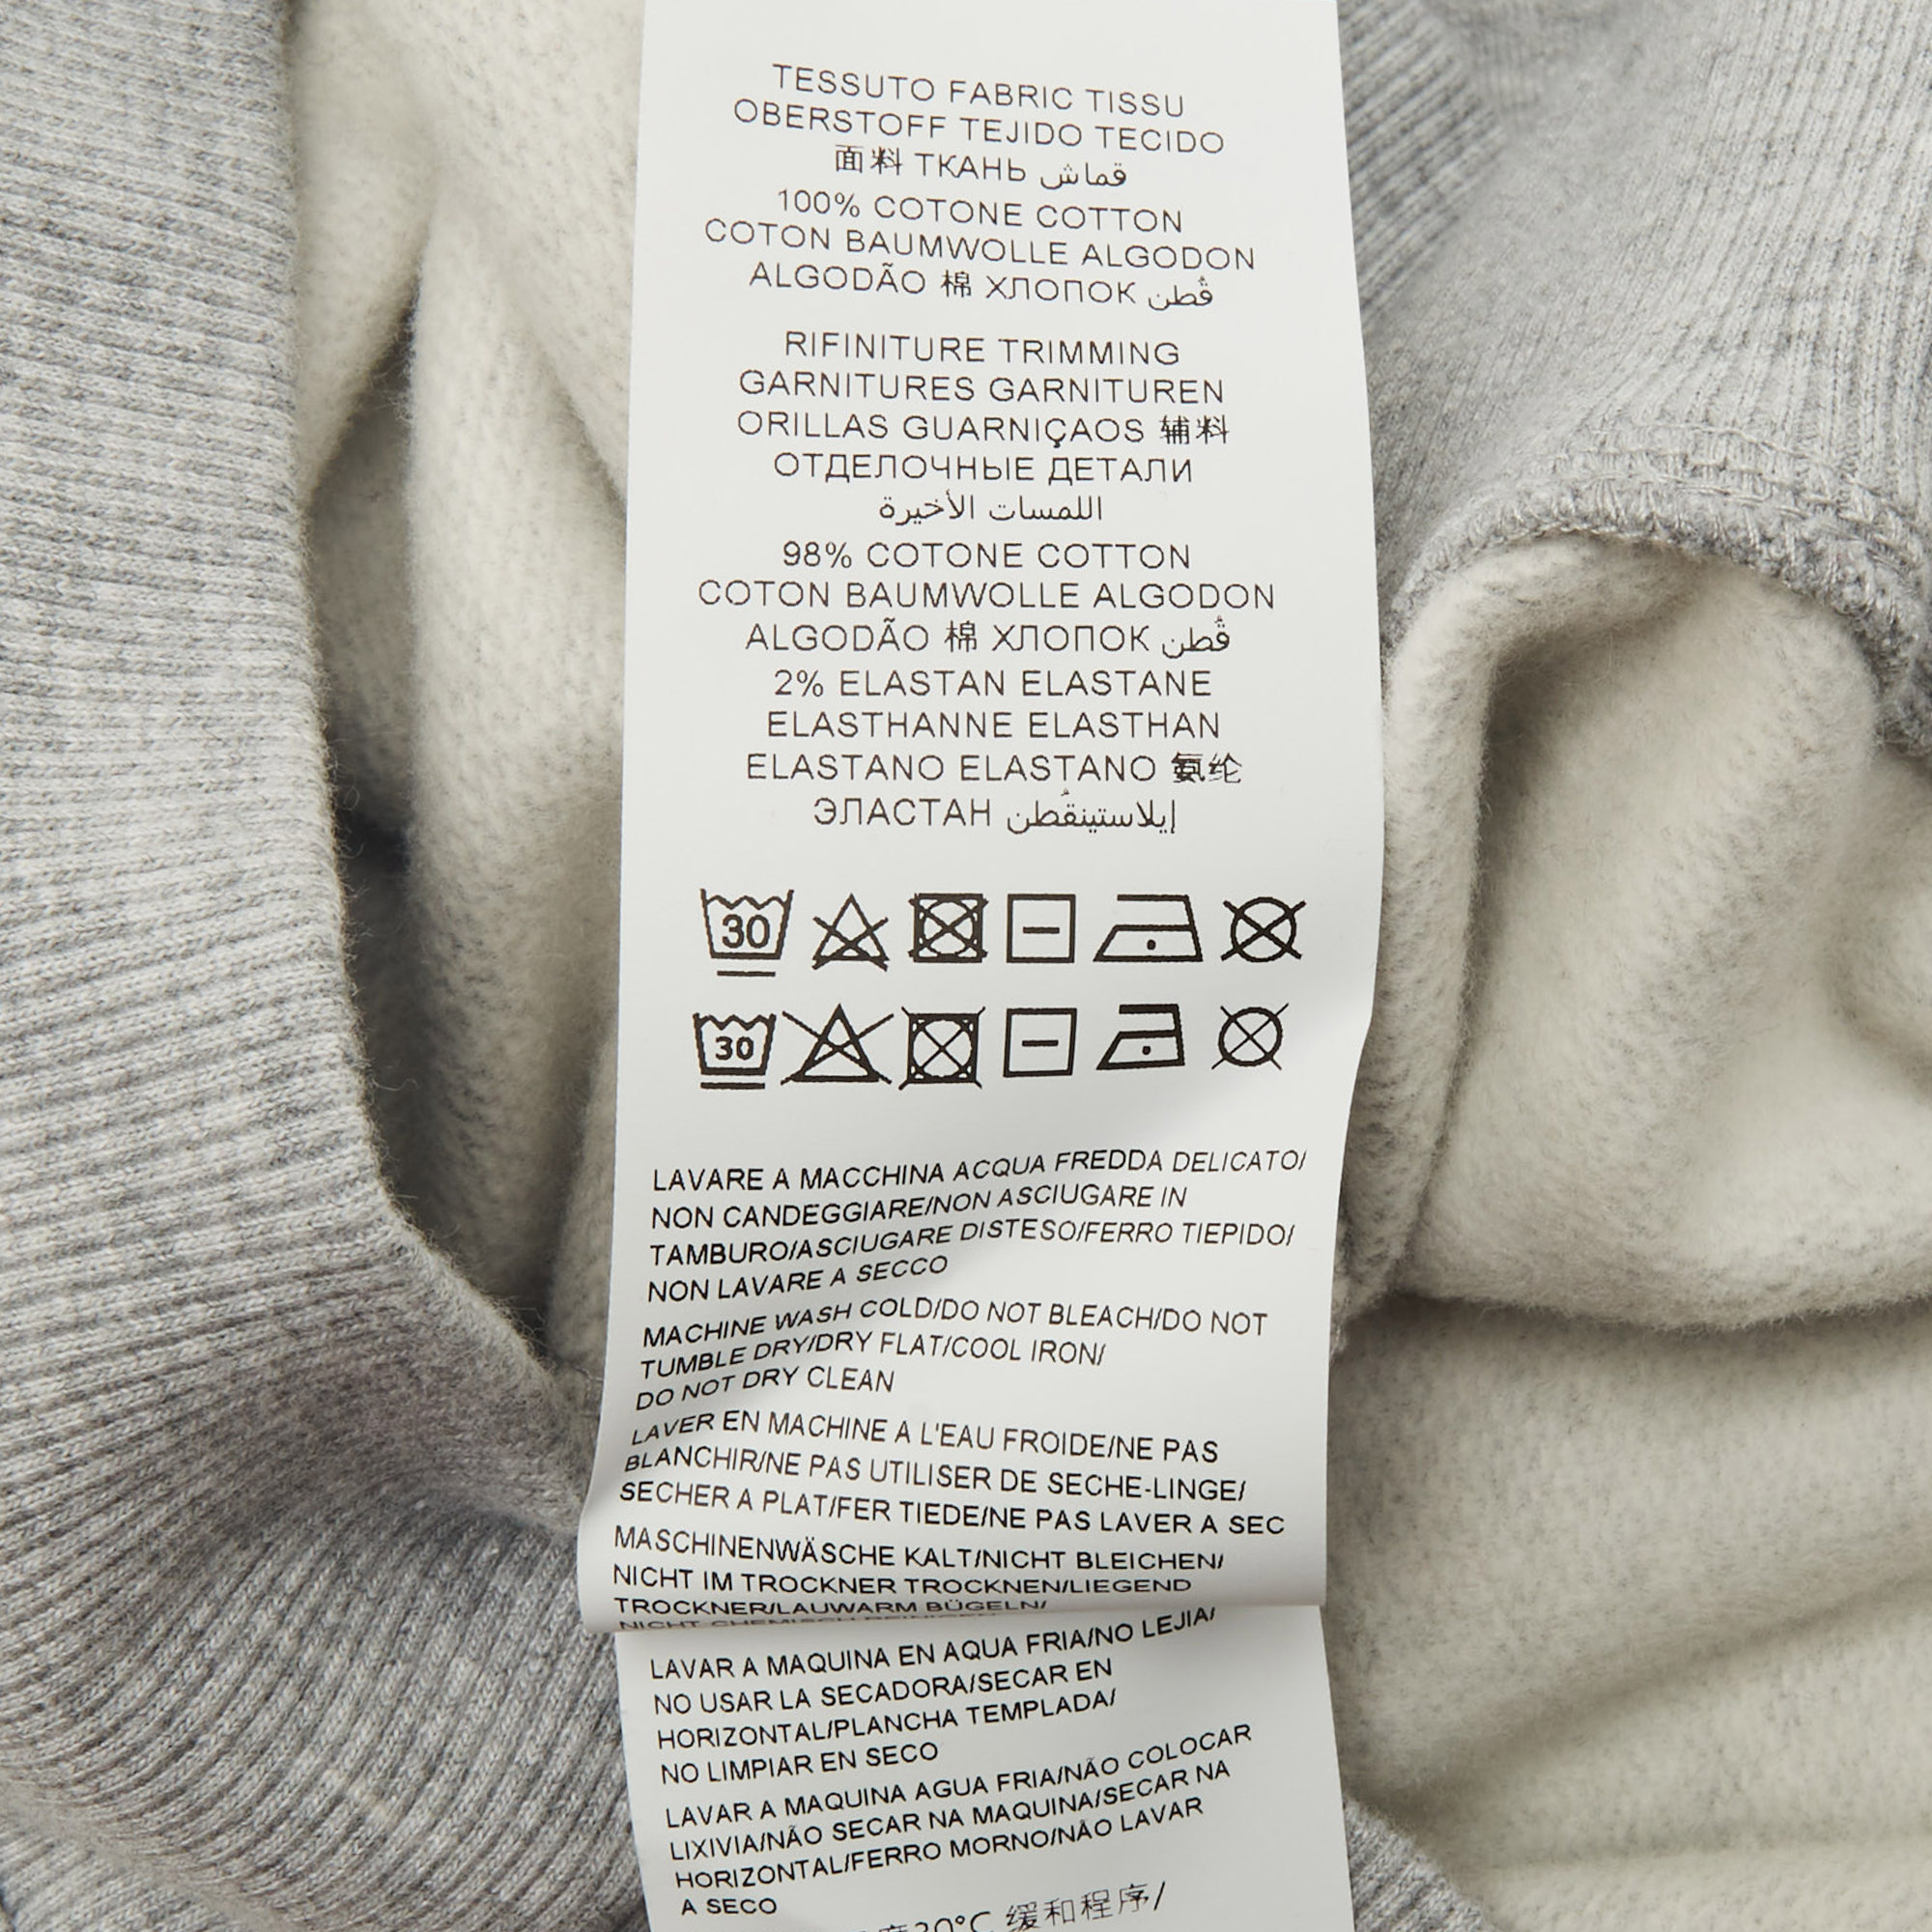 TESSUTO FABRIC TISSU
OBERSTOFF TEJIDO TECIDO
面料 ТКАНЬ قماش
100% COTONE COTTON
COTON BAUMWOLLE ALGODON
ALGODÃO 棉 ХЛОПОК قُطن
RIFINITURE TRIMMING
GARNITURES GARNITUREN
ORILLAS GUARNIÇAOS 辅料
ОТДЕЛОЧНЫЕ ДЕТАЛИ
اللمسات الأخيرة
98% COTONE COTTON
COTON BAUMWOLLE ALGODON
ALGODÃO 棉 ХЛОПОК قُطن
2% ELASTAN ELASTANE
ELASTHANNE ELASTHAN
ELASTANO ELASTANO 氨纶
ЭЛАСТАН إيلاستينقُطن
30
30
LAVARE A MACCHINA ACQUA FREDDA DELICATO/
NON CANDEGGIARE/NON ASCIUGARE IN
TAMBURO/ASCIUGARE DISTESO/FERRO TIEPIDO/
NON LAVARE A SECCO
MACHINE WASH COLD/DO NOT BLEACH/DO NOT
TUMBLE DRY/DRY FLAT/COOL IRON/
DO NOT DRY CLEAN
LAVER EN MACHINE A L'EAU FROIDE/NE PAS
BLANCHIR/NE PAS UTILISER DE SECHE-LINGE/
SECHER A PLAT/FER TIEDE/NE PAS LAVER A SEC
MASCHINENWÄSCHE KALT/NICHT BLEICHEN/
NICHT IM TROCKNER TROCKNEN/LIEGEND
TROCKNER/LAUWARM BÜGELN/
NICHT CHEMISCH REINIGEN
LAVAR A MAQUINA EN AQUA FRIA/NO LEJIA/
NO USAR LA SECADORA/SECAR EN
HORIZONTAL/PLANCHA TEMPLADA/
NO LIMPIAR EN SECO
LAVAR A MAQUINA AGUA FRIA/NÃO COLOCAR
LIXIVIA/NÃO SECAR NA MAQUINA/SECAR NA
HORIZONTAL/FERRO MORNO/NÃO LAVAR
A SECO
30°C 缓和程序/